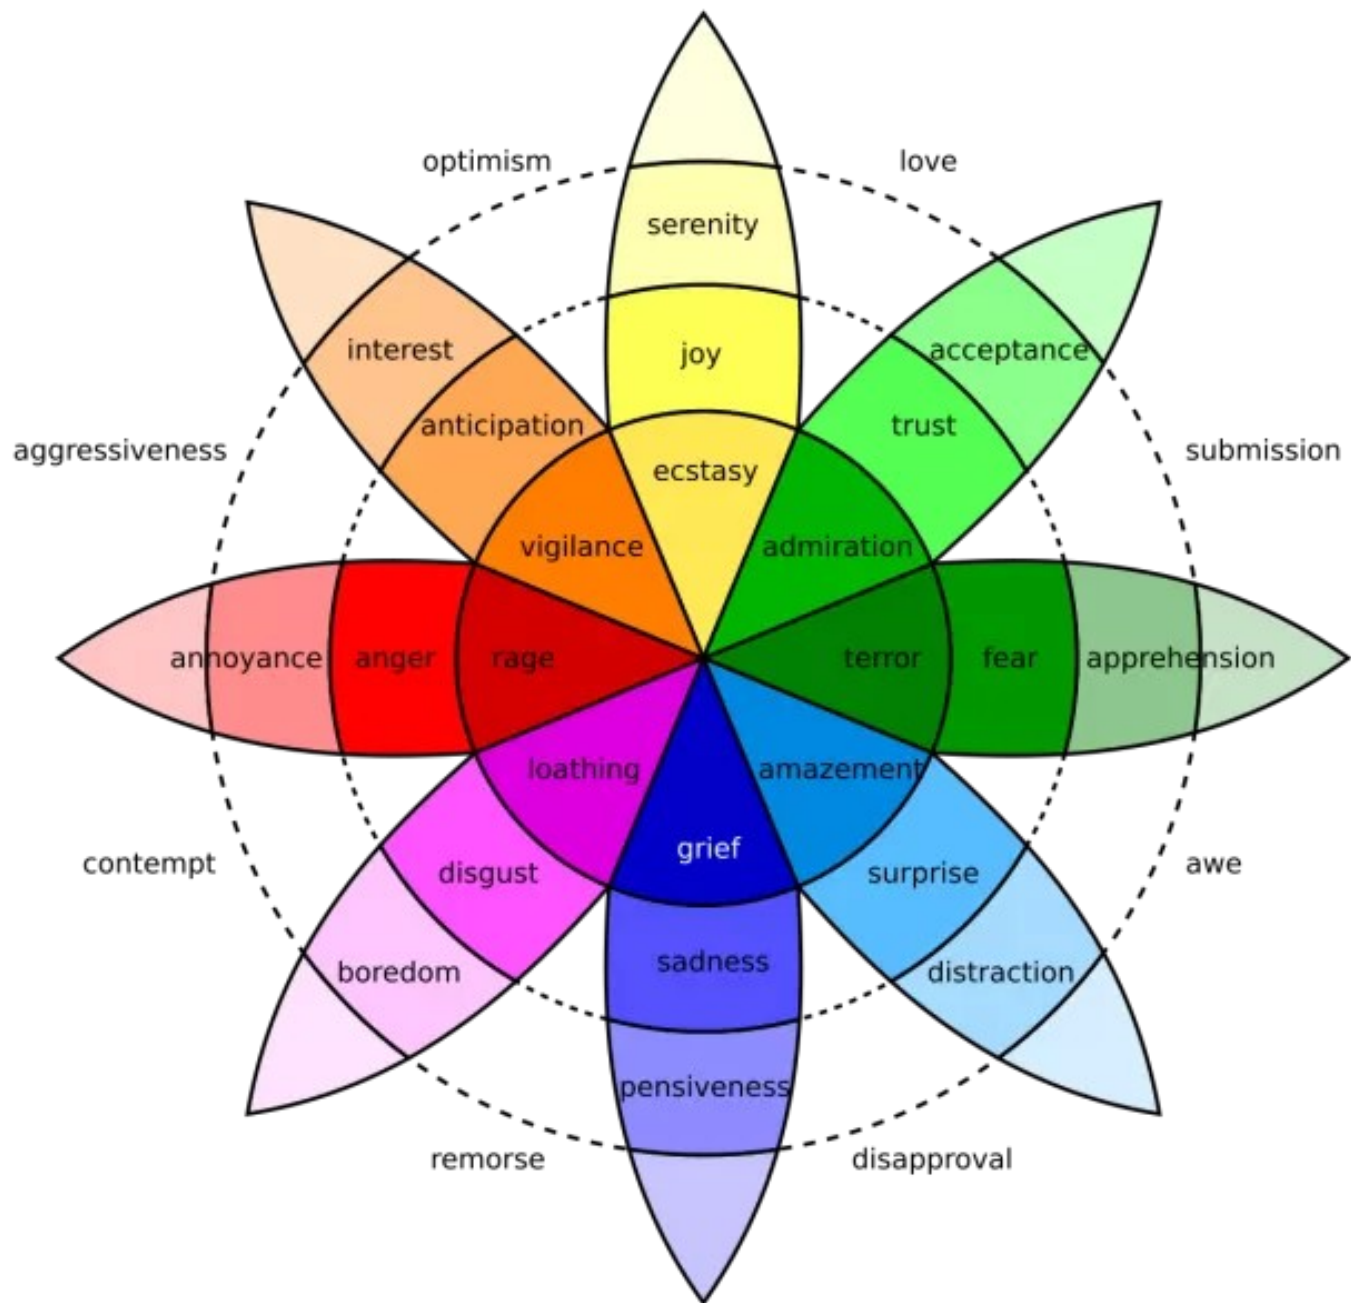 optimism
love
serenity
interest
joy
acceptance
anticipation
trust
aggressiveness
submission
ecstasy
vigilance
admiration
annoyance
anger
rage
terror
fear
apprehension
loathing
amazement
grief
contempt
disgust
surprise
awe
sadness
boredom
distraction
pensiveness
remorse
disapproval